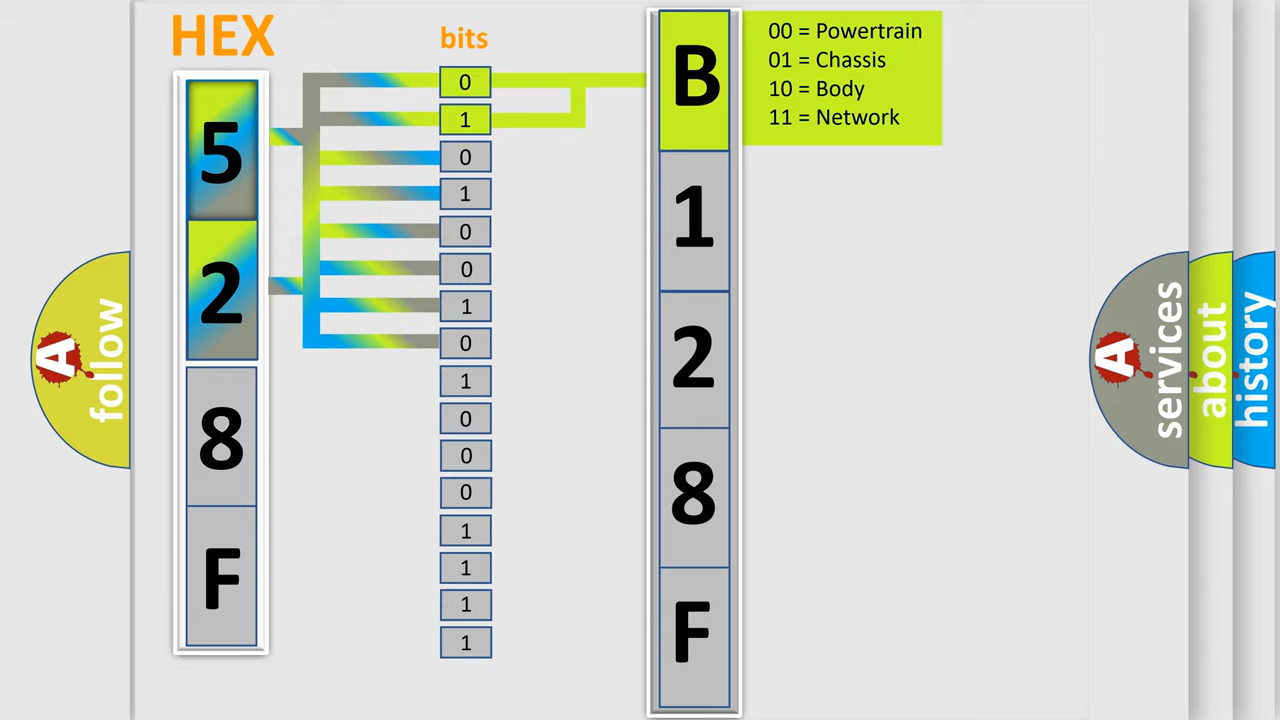 HEX
bits
5
2
8
F
0
1
0
1
0
0
1
0
1
0
0
0
1
1
1
1
B
1
2
8
F
00 = Powertrain
01 = Chassis
10 = Body
11 = Network
A
follow
A
services
about
history